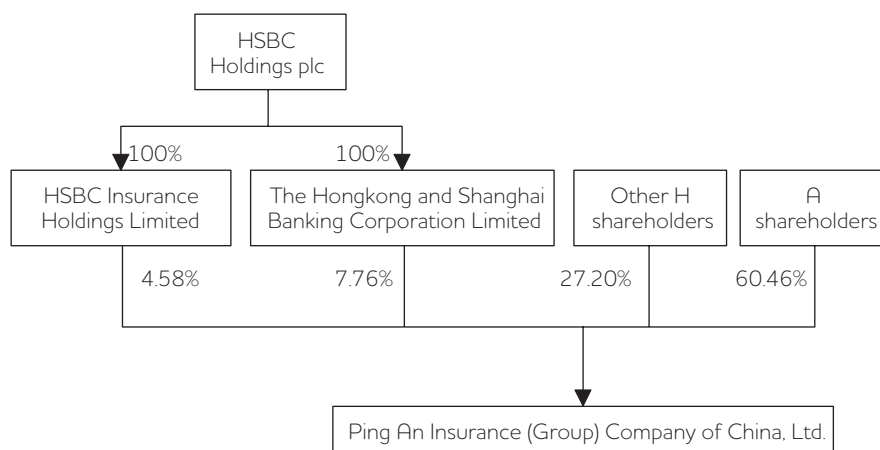 HSBC
Holdings plc
100%
100%
HSBC Insurance
Holdings Limited
The Hongkong and Shanghai
Banking Corporation Limited
Other H
shareholders
A
shareholders
4.58%
7.76%
27.20%
60.46%
Ping An Insurance (Group) Company of China, Ltd.